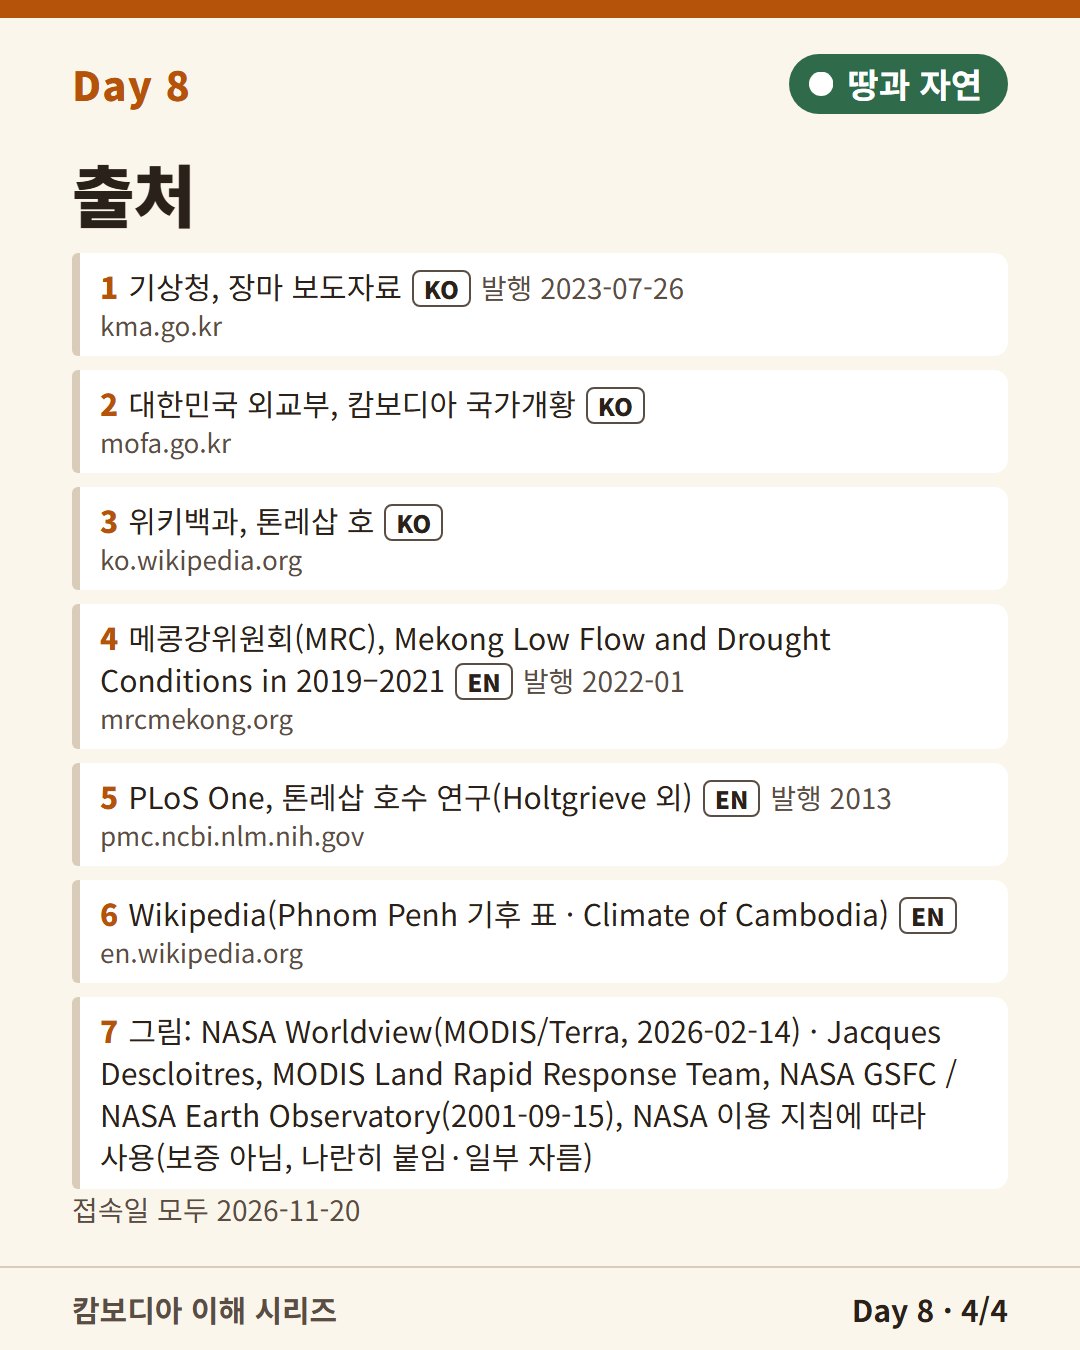 Day 8
땅과 자연
출처
1 기상청, 장마 보도자료 KO 발행 2023-07-26
kma.go.kr
2 대한민국 외교부, 캄보디아 국가개황 KO
mofa.go.kr
3 위키백과, 톤레삽 호 KO
ko.wikipedia.org
4 메콩강위원회(MRC), Mekong Low Flow and Drought
Conditions in 2019–2021 EN 발행 2022-01
mrcmekong.org
5 PLoS One, 톤레삽 호수 연구(Holtgrieve 외) EN 발행 2013
pmc.ncbi.nlm.nih.gov
6 Wikipedia(Phnom Penh 기후 표 · Climate of Cambodia) EN
en.wikipedia.org
7 그림: NASA Worldview(MODIS/Terra, 2026-02-14) · Jacques
Descloitres, MODIS Land Rapid Response Team, NASA GSFC /
NASA Earth Observatory(2001-09-15), NASA 이용 지침에 따라
사용(보증 아님, 나란히 붙임·일부 자름)
접속일 모두 2026-11-20
캄보디아 이해 시리즈
Day 8 · 4/4